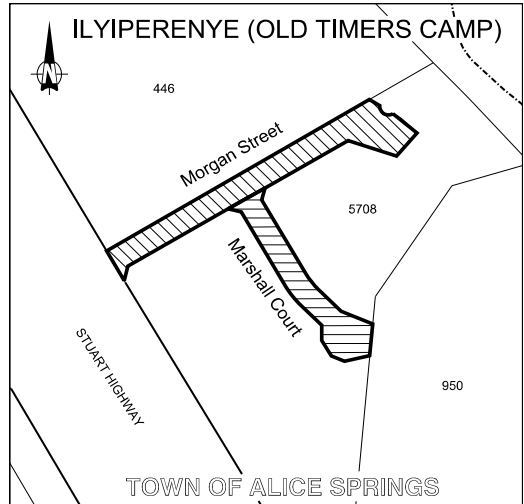 ILYIPERENYE (OLD TIMERS CAMP)
N
446
Morgan Street
5708
Marshall Court
STUART HIGHWAY
950
TOWN OF ALICE SPRINGS